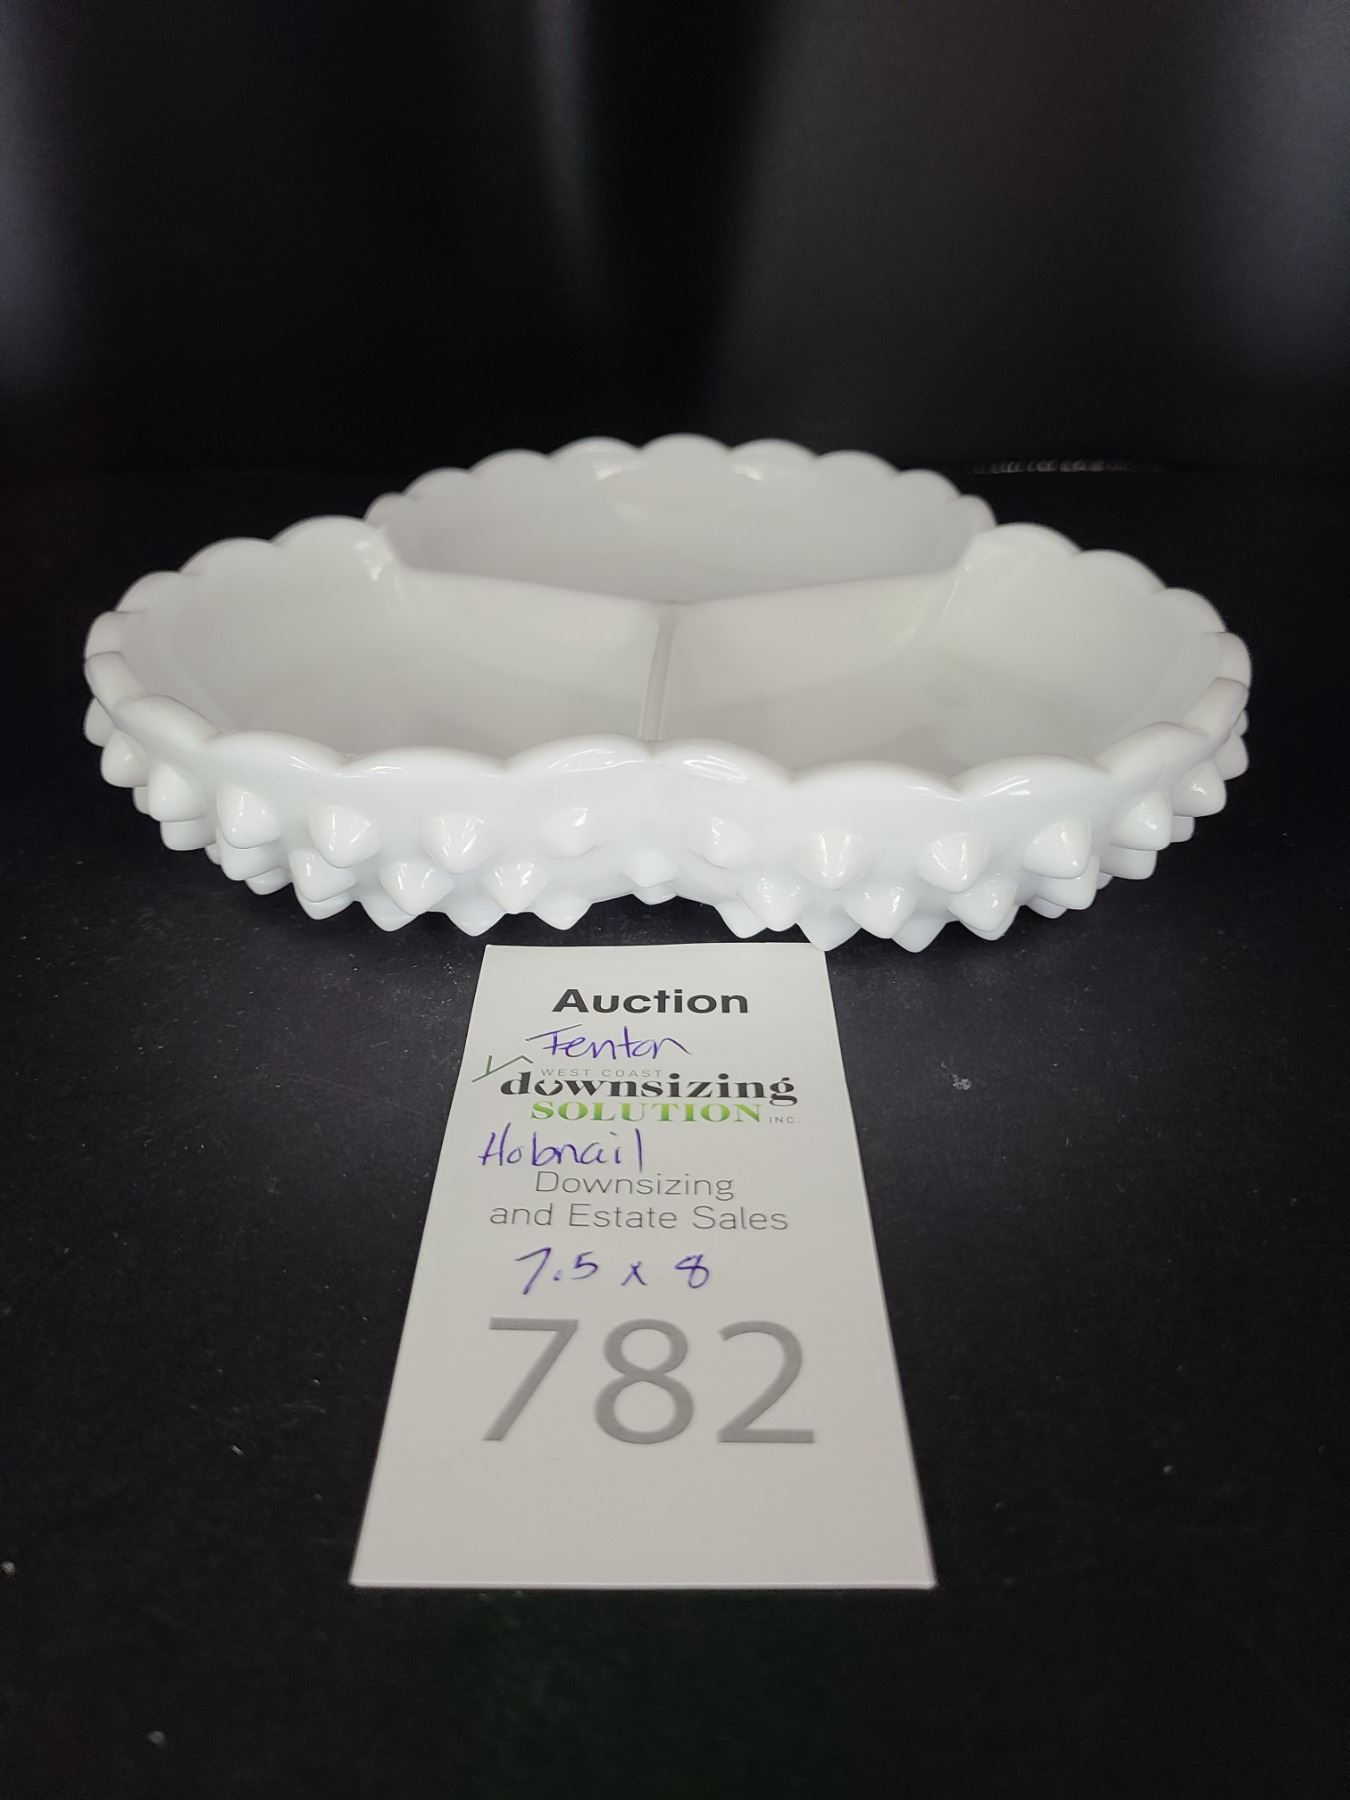 Auction
Fenton
WEST COAST
downsizing
SOLUTION INC.
Hobnail
Downsizing
and Estate Sales
7.5 x 8
782